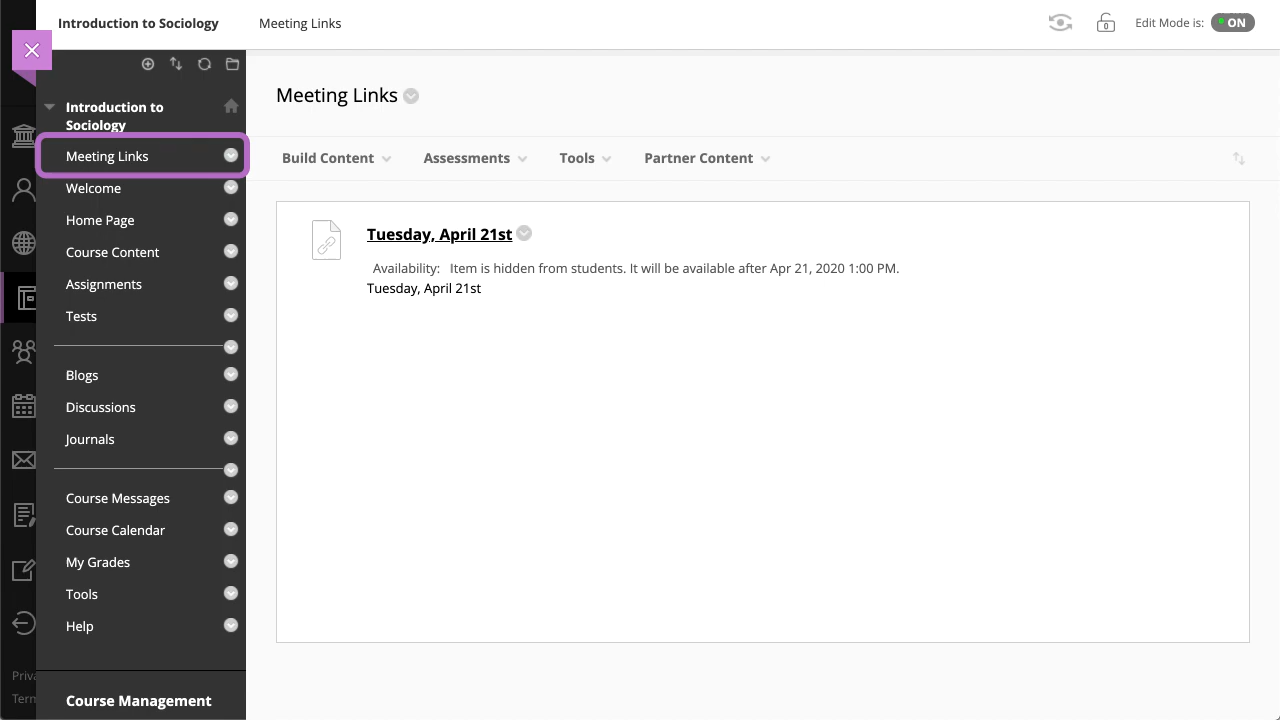 Introduction to Sociology
Meeting Links
Edit Mode is:
ON
Introduction to
Sociology
Meeting Links
Welcome
Home Page
Course Content
Assignments
Tests
Blogs
Discussions
Journals
Course Messages
Course Calendar
My Grades
Tools
Help
Course Management
Priva
Term
Meeting Links
Build Content
Assessments
Tools
Partner Content
Tuesday, April 21st
Availability: Item is hidden from students. It will be available after Apr 21, 2020 1:00 PM.
Tuesday, April 21st